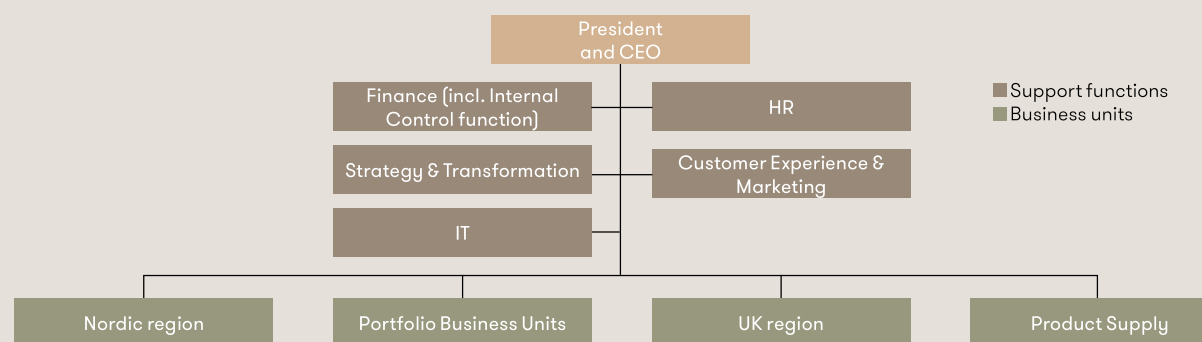 President
and CEO
Finance (incl. Internal
Control function)
HR
Support functions
Business units
Strategy & Transformation
Customer Experience &
Marketing
IT
Nordic region
Portfolio Business Units
UK region
Product Supply